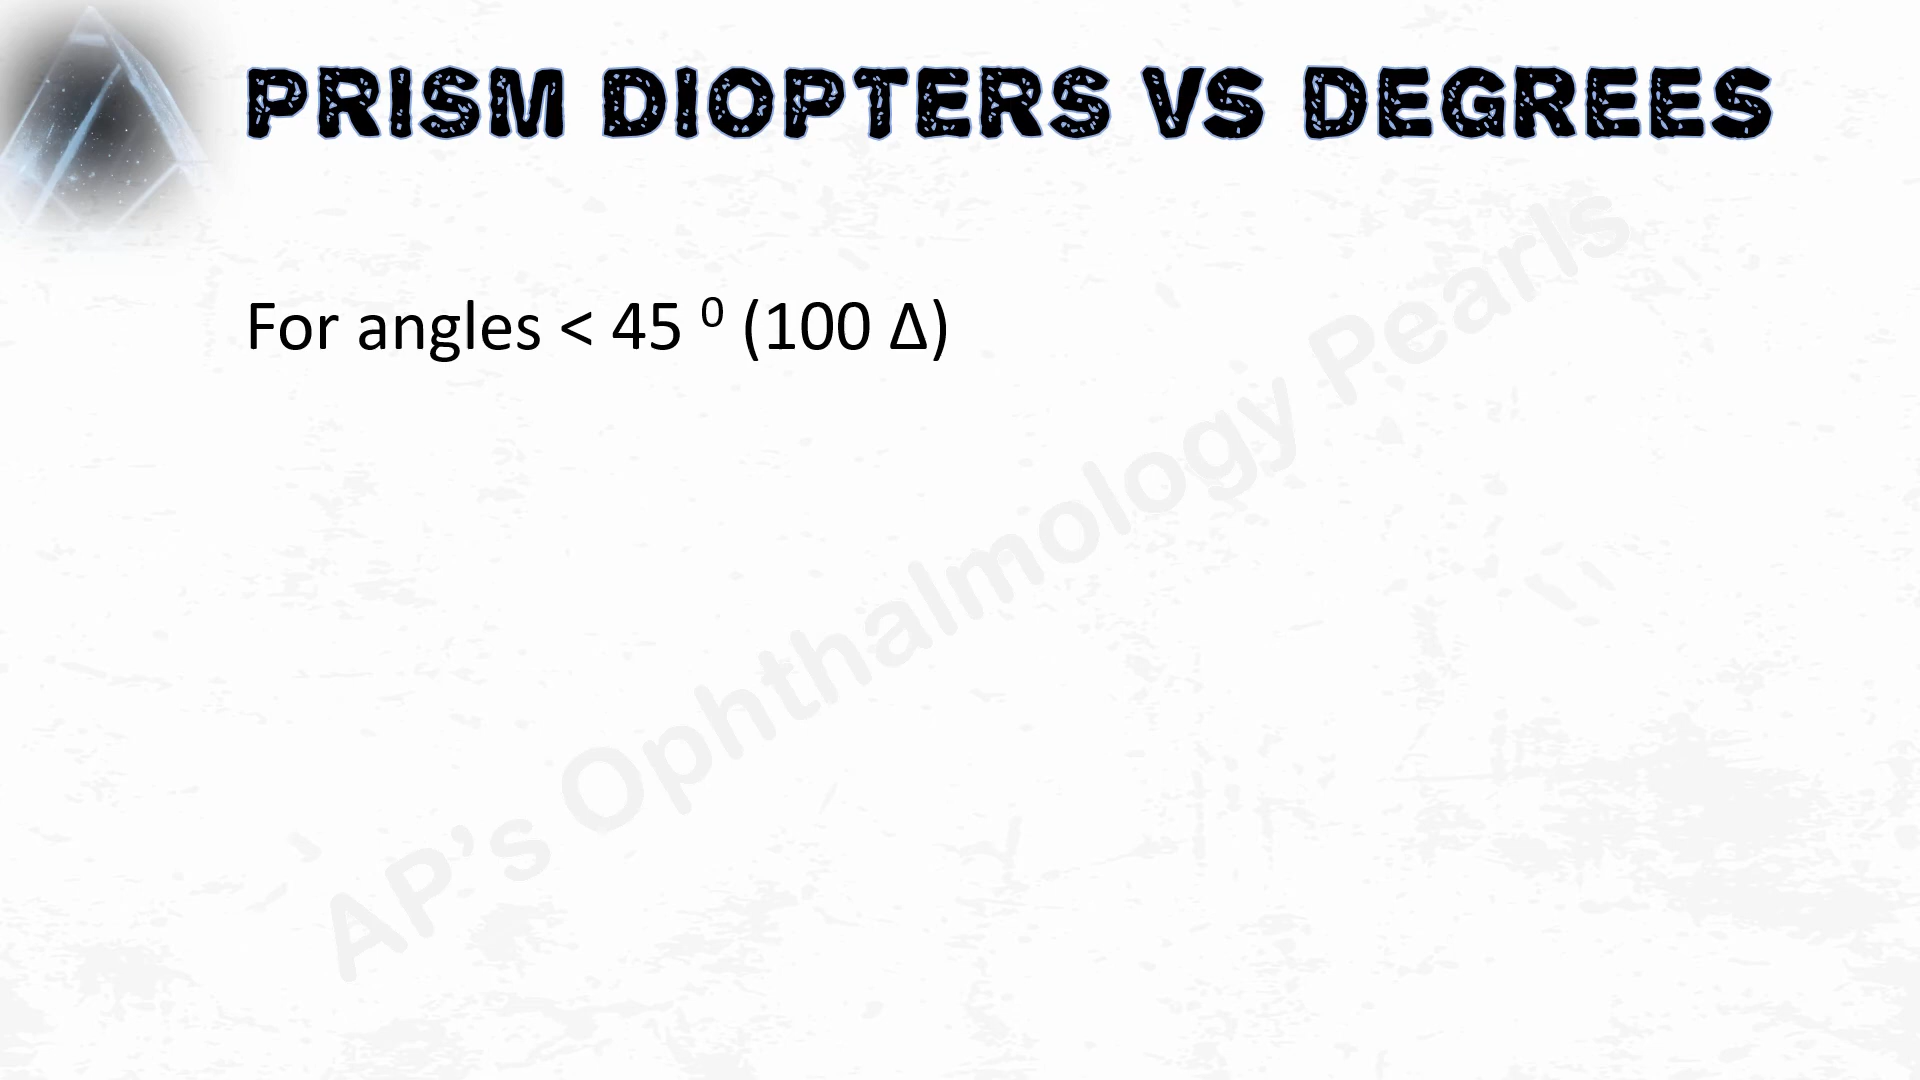 PRISM DIOPTERS VS DEGREES
For angles < 45 ⁰ (100 Δ)
AP's Ophthalmology Pearls